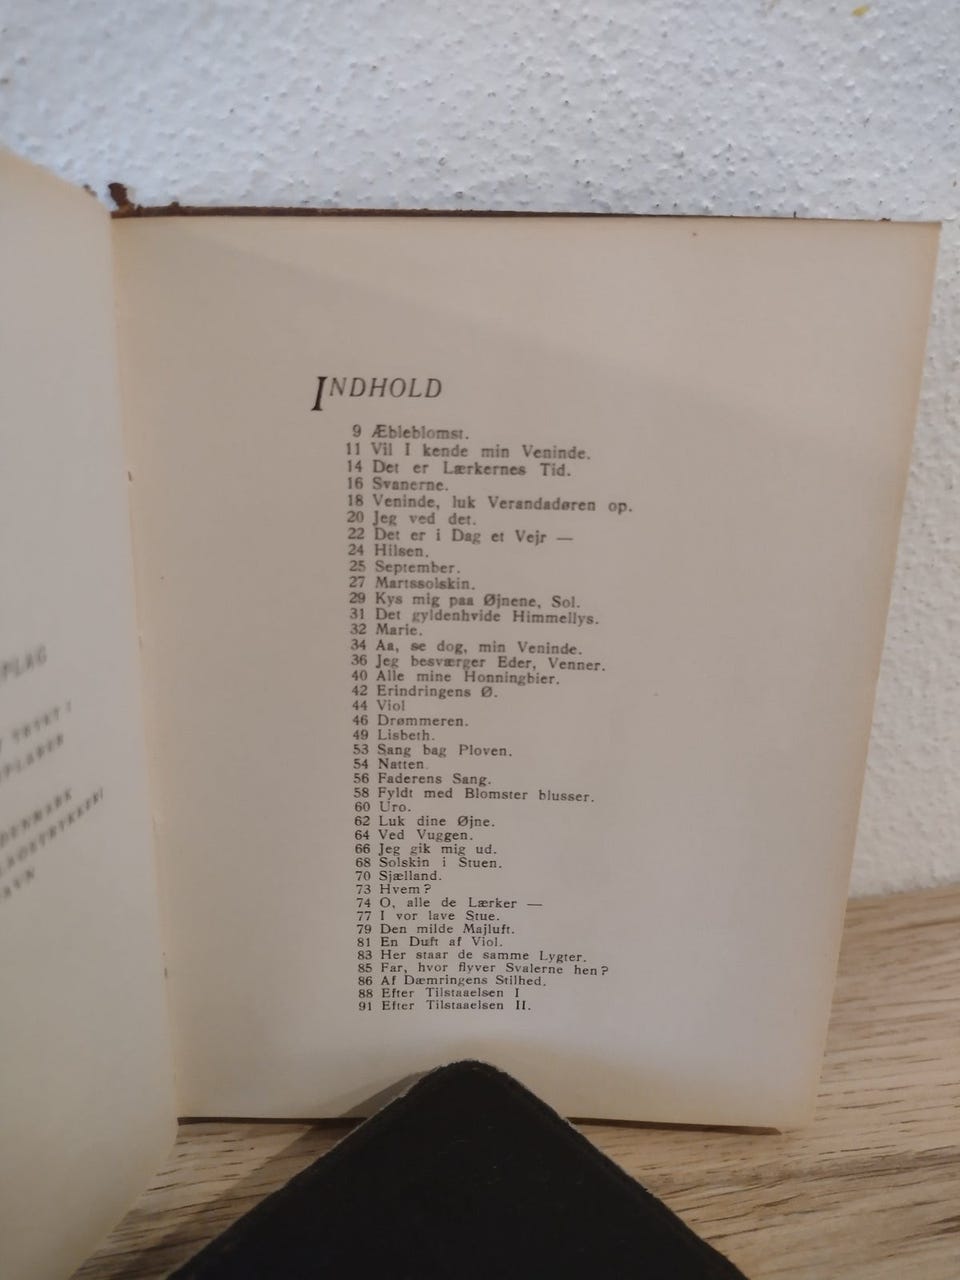 TRYKT I
DENMARK
INDHOLD
9 Æbleblomst.
11 Vil I kende min Veninde.
14 Det er Lærkernes Tid.
16 Svanerne.
18 Veninde, luk Verandadøren op.
20 Jeg ved det.
22 Det er i Dag et Vejr —
24 Hilsen.
25 September.
27 Martssolskin.
29 Kys mig paa Øjnene, Sol.
31 Det gyldenhvide Himmellys.
32 Marie.
34 Aa, se dog, min Veninde.
36 Jeg besværger Eder, Venner.
40 Alle mine Honningbier.
42 Erindringens Ø.
44 Viol
46 Drømmeren.
49 Lisbeth.
53 Sang bag Ploven.
54 Natten.
56 Faderens Sang.
58 Fyldt med Blomster blusser.
60 Uro.
62 Luk dine Øjne.
64 Ved Vuggen.
66 Jeg gik mig ud.
68 Solskin i Stuen.
70 Sjælland.
73 Hvem?
74 O, alle de Lærker —
77 I vor lave Stue.
79 Den milde Majluft.
81 En Duft af Viol.
83 Her staar de samme Lygter.
85 Far, hvor flyver Svalerne hen?
86 Af Dæmringens Stilhed.
88 Efter Tilstaaelsen I
91 Efter Tilstaaelsen II.